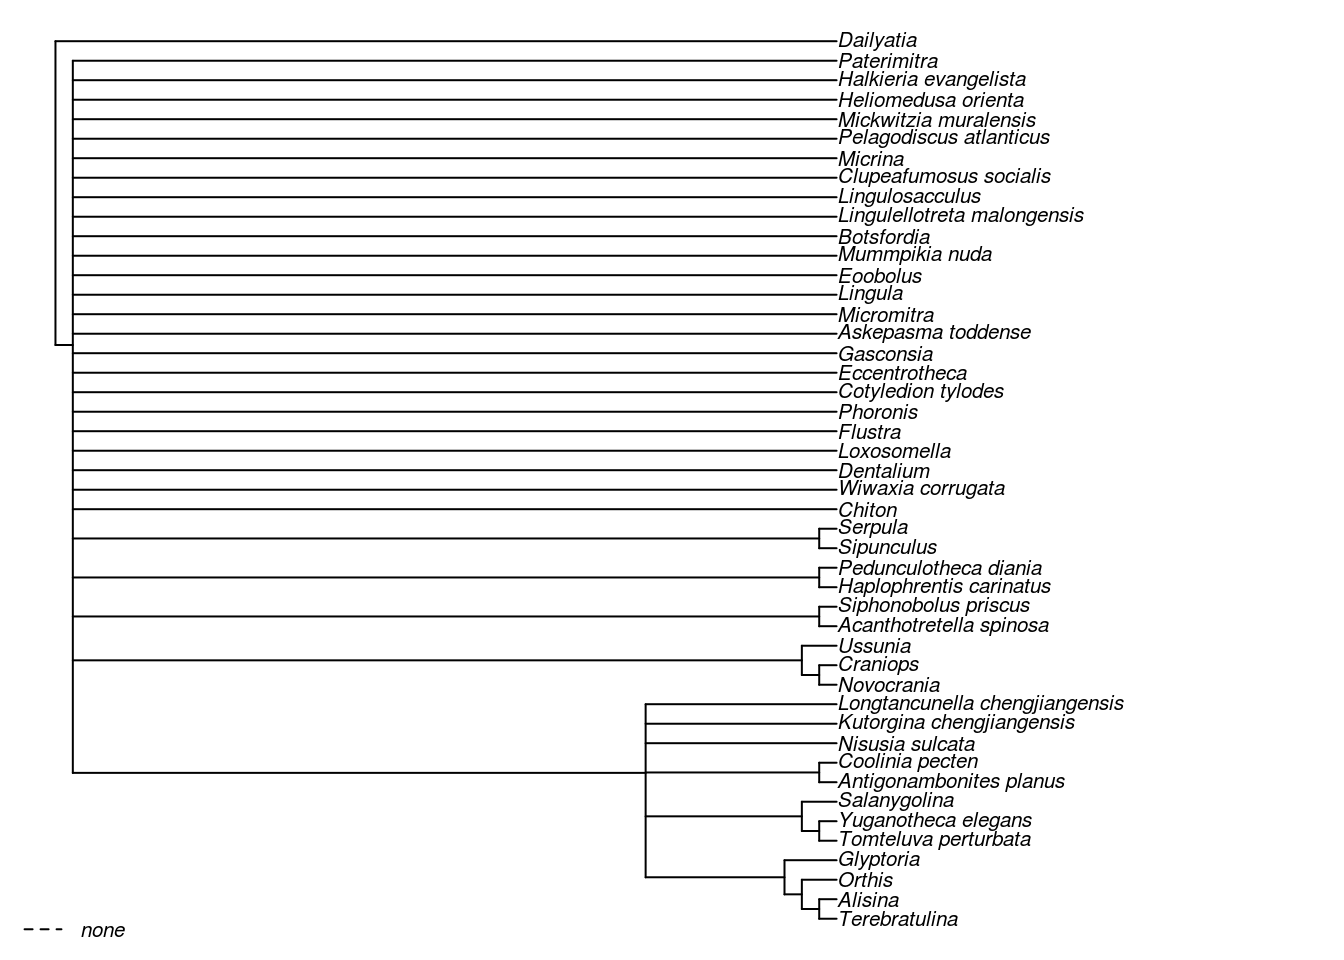 Dailyatia
Paterimitra
Halkieria evangelista
Heliomedusa orienta
Mickwitzia muralensis
Pelagodiscus atlanticus
Micrina
Clupeafumosus socialis
Lingulosacculus
Lingulellotreta malongensis
Botsfordia
Mummpikia nuda
Eoobolus
Lingula
Micromitra
Askepasma toddense
Gasconsia
Eccentrotheca
Cotyledion tylodes
Phoronis
Flustra
Loxosomella
Dentalium
Wiwaxia corrugata
Chiton
Serpula
Sipunculus
Pedunculotheca diania
Haplophrentis carinatus
Siphonobolus priscus
Acanthotretella spinosa
Ussunia
Craniops
Novocrania
Longtancunella chengjiangensis
Kutorgina chengjiangensis
Nisusia sulcata
Coolinia pecten
Antigonambonites planus
Salanygolina
Yuganotheca elegans
Tomteluva perturbata
Glyptoria
Orthis
Alisina
Terebratulina
none